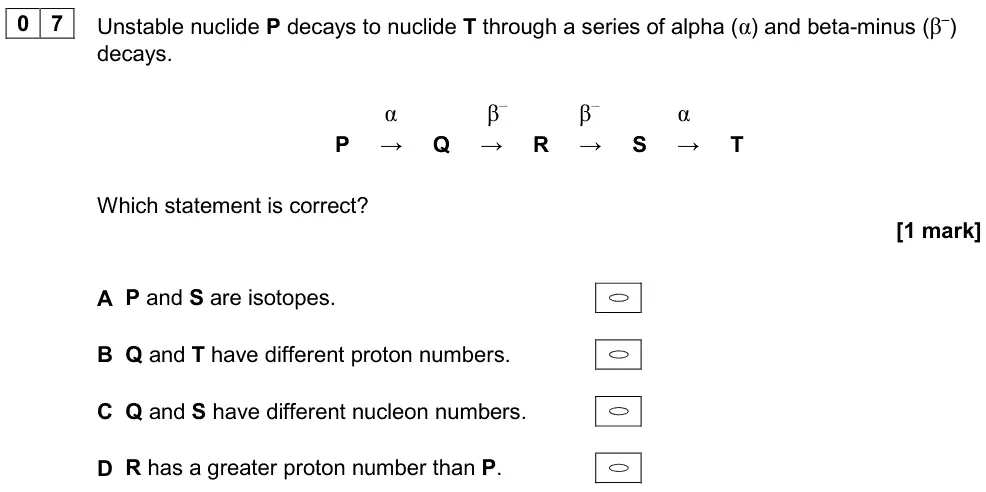 0 7 Unstable nuclide P decays to nuclide T through a series of alpha (α) and beta-minus (β⁻)
decays.
α β⁻ β⁻ α
P → Q → R → S → T
Which statement is correct?
[1 mark]
A P and S are isotopes.
B Q and T have different proton numbers.
C Q and S have different nucleon numbers.
D R has a greater proton number than P.